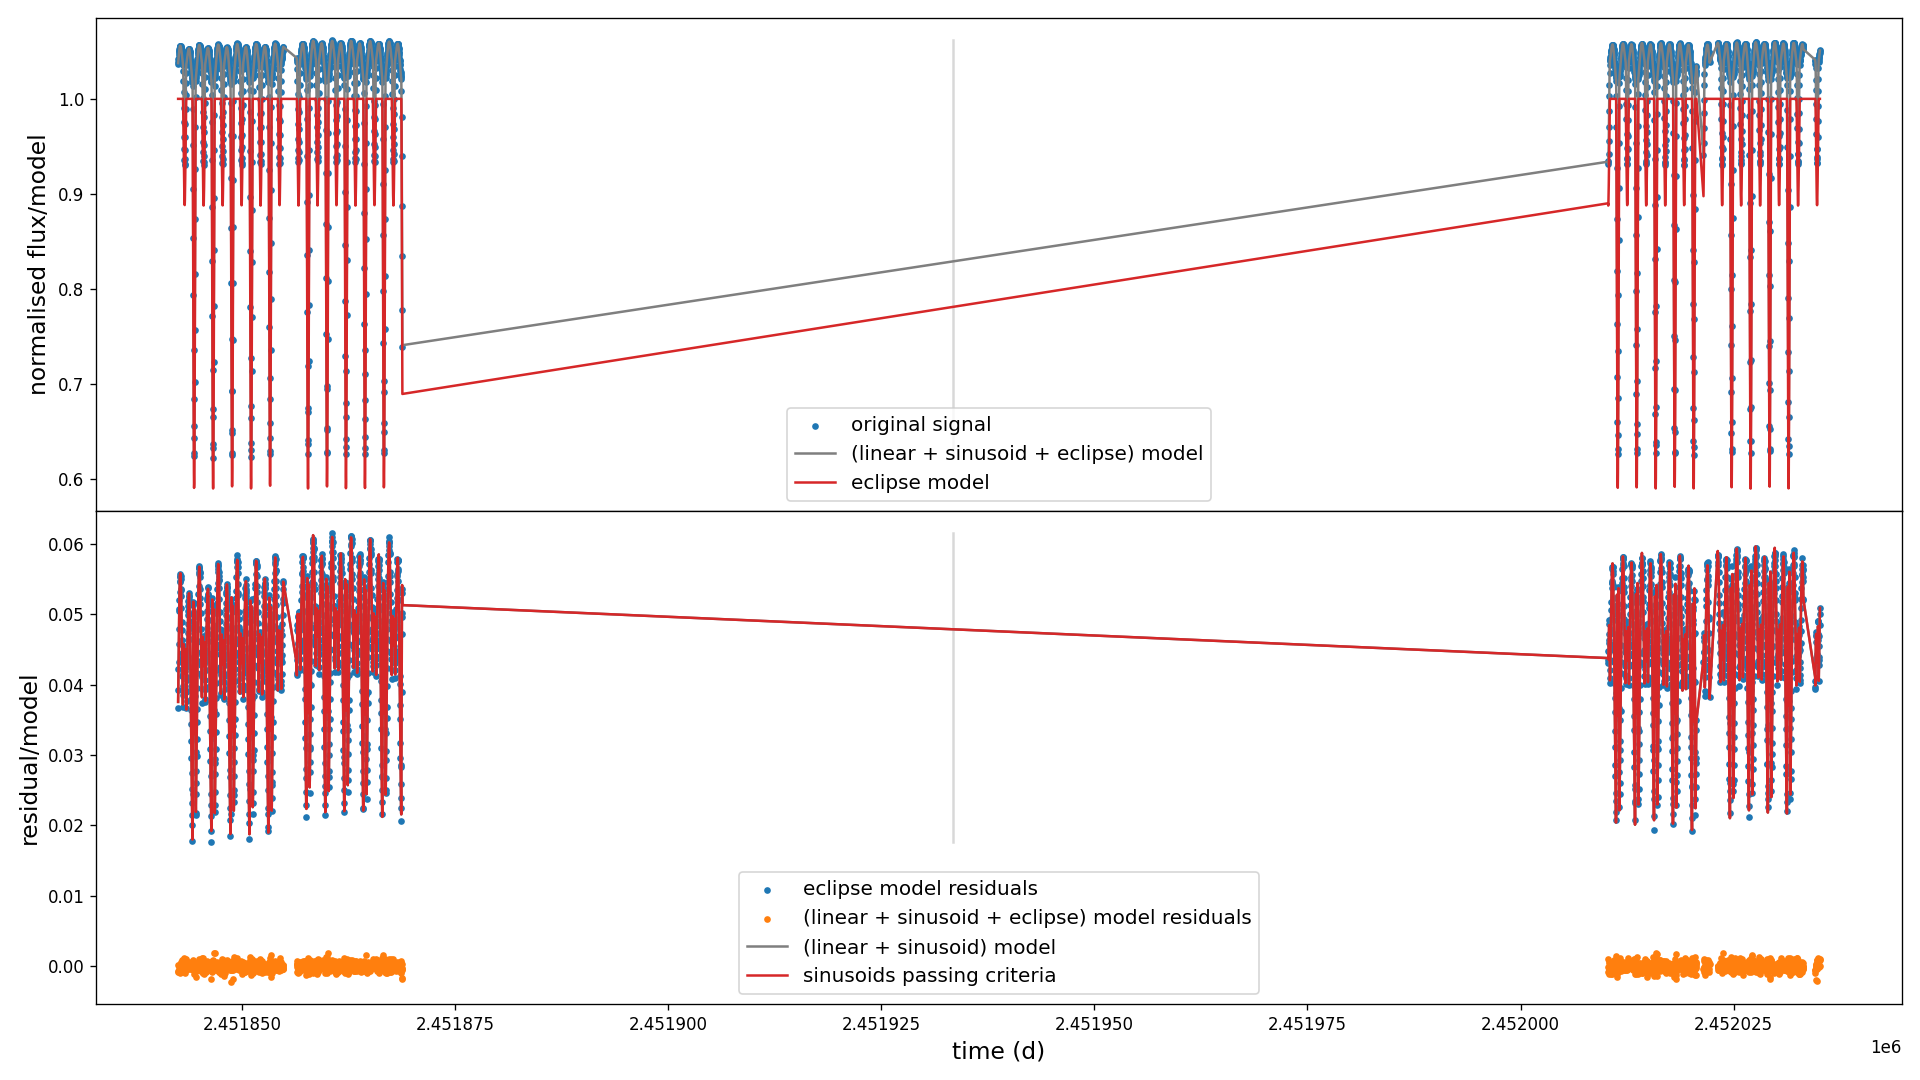 1.0
0.9
0.8
0.7
0.6
normalised flux/model
original signal
(linear + sinusoid + eclipse) model
eclipse model
0.06
0.05
0.04
0.03
0.02
0.01
0.00
residual/model
eclipse model residuals
(linear + sinusoid + eclipse) model residuals
(linear + sinusoid) model
sinusoids passing criteria
2.451850 2.451875 2.451900 2.451925 2.451950 2.451975 2.452000 2.452025
time (d)
1e6